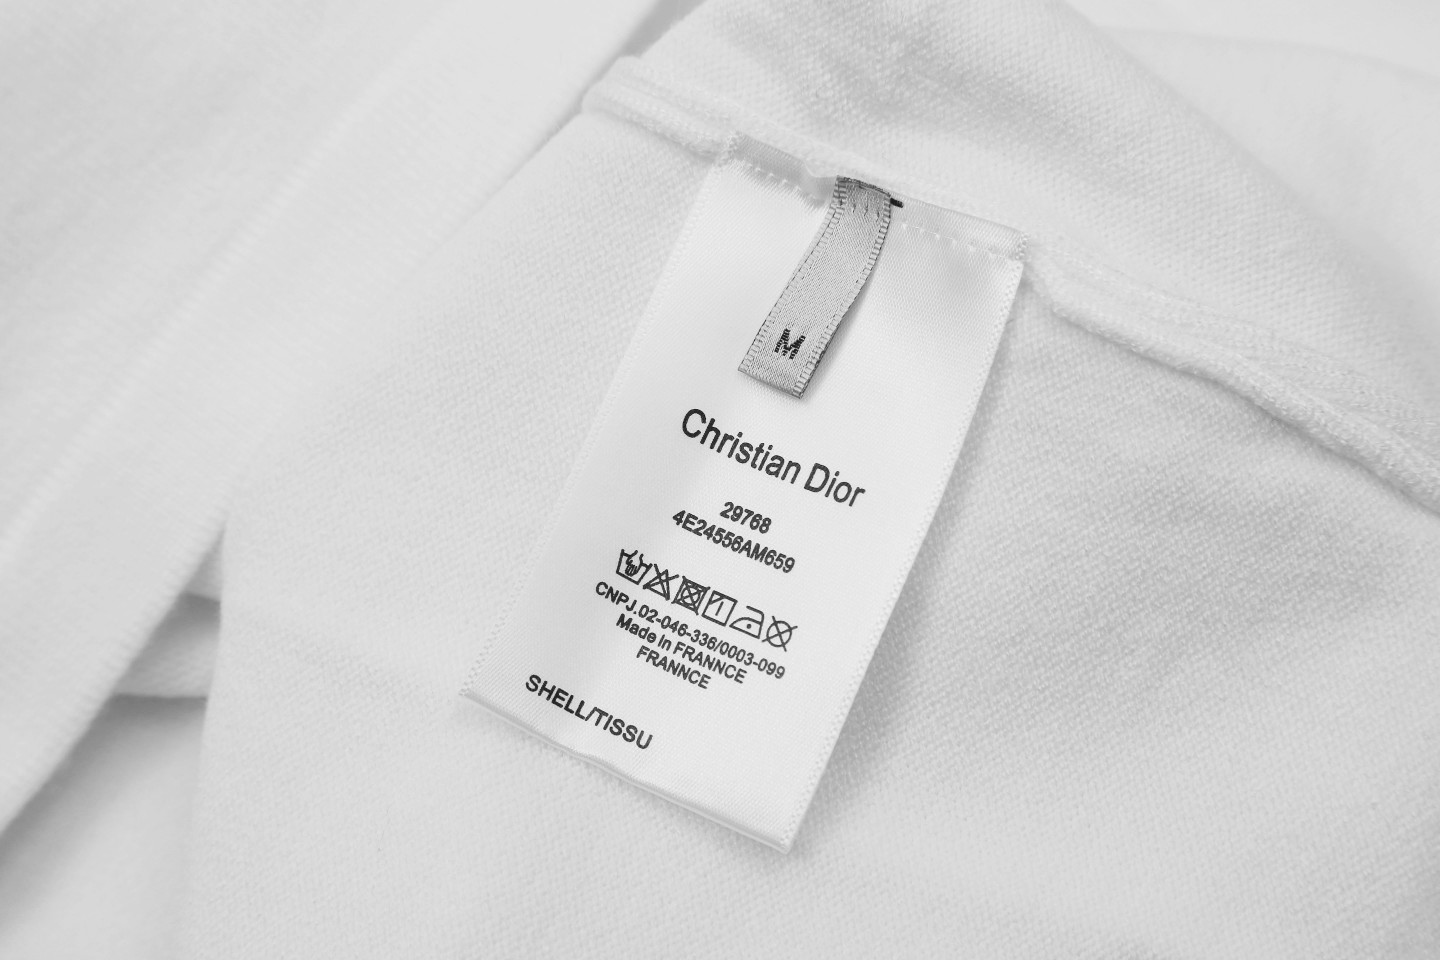 M
Christian Dior
29768
4E24556AM659
CNPJ.02-046-336/0003-099
Made in FRANNCE
FRANNCE
SHELL/TISSU